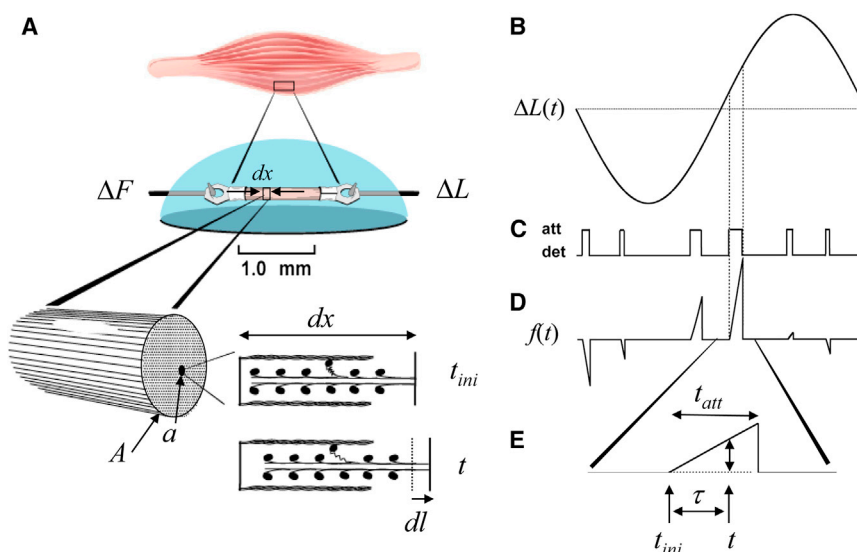 A
ΔF
dx
ΔL
1.0 mm
dx
t_ini
A
a
t
dl
B
ΔL(t)
C
att
det
D
f(t)
t_att
E
τ
t_ini
t